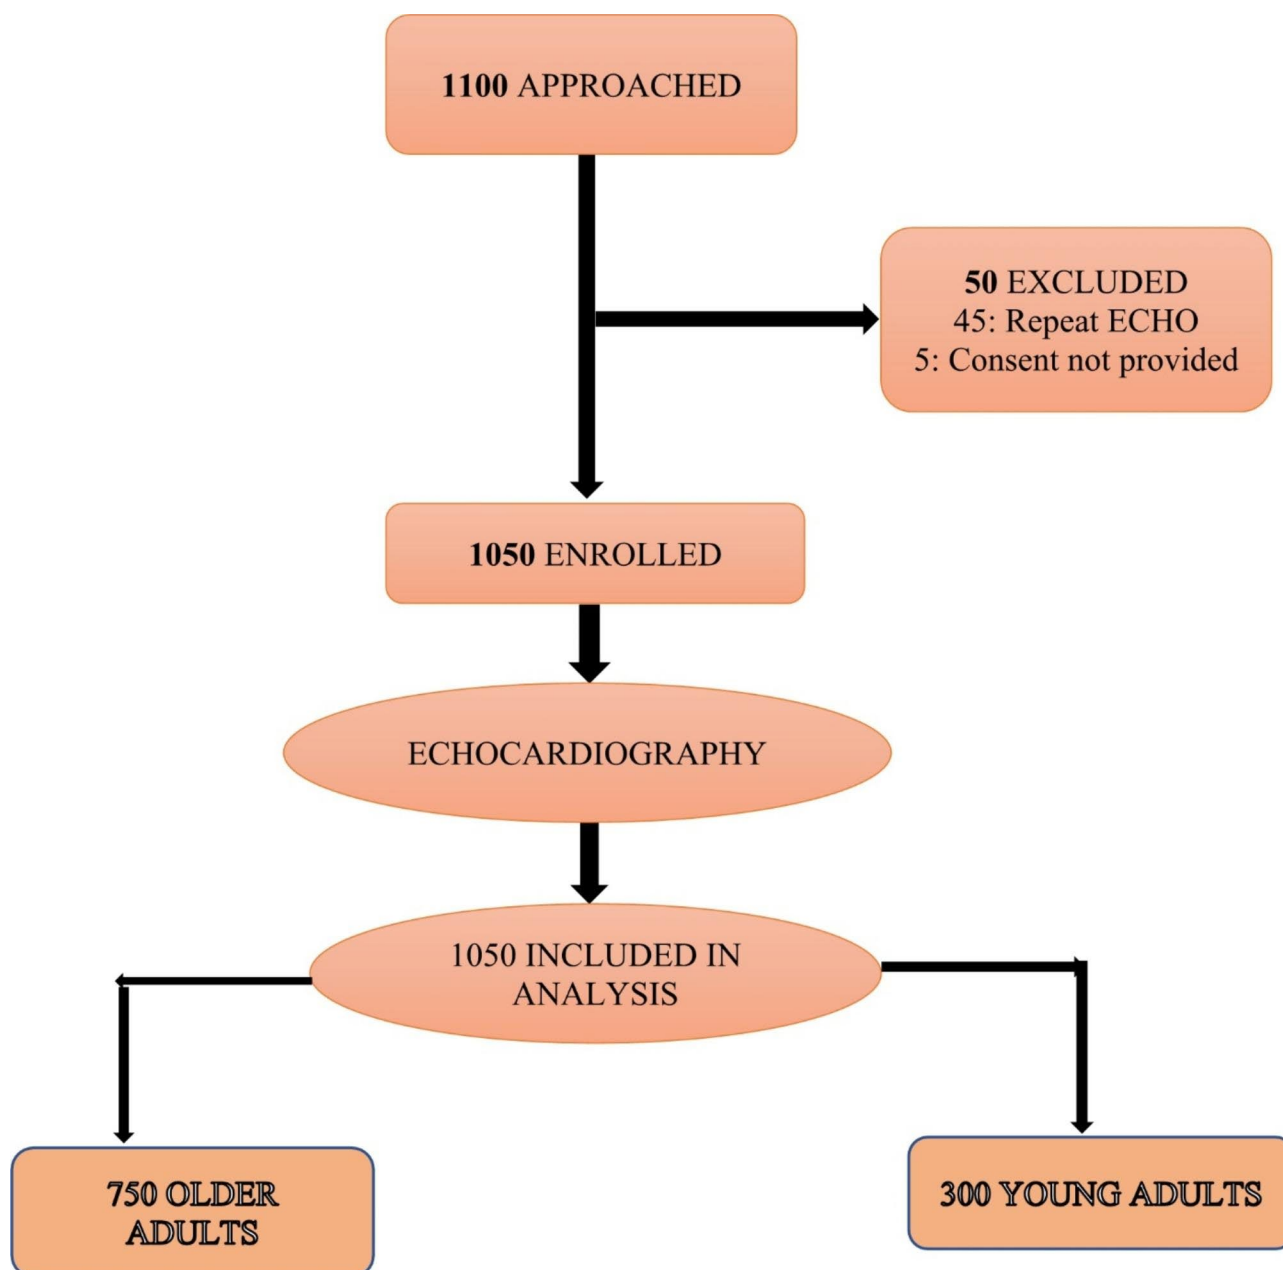 1100 APPROACHED
50 EXCLUDED
45: Repeat ECHO
5: Consent not provided
1050 ENROLLED
ECHOCARDIOGRAPHY
1050 INCLUDED IN
ANALYSIS
750 OLDER
ADULTS
300 YOUNG ADULTS